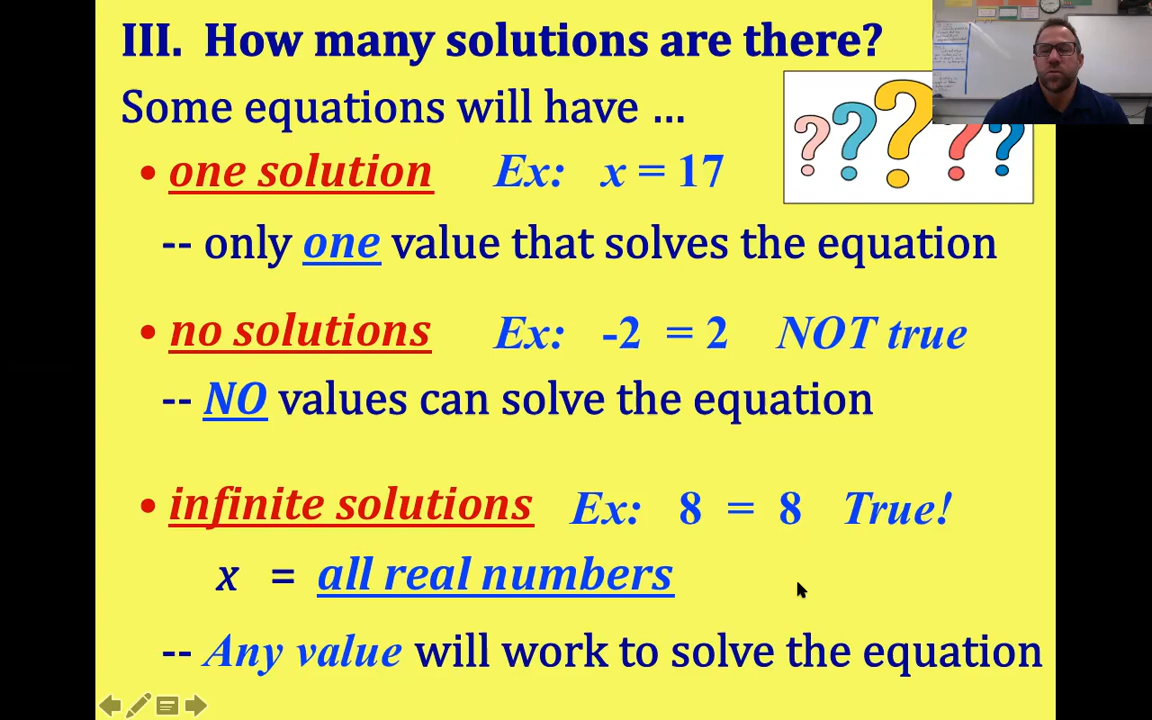 III. How many solutions are there?
Some equations will have ...
• one solution Ex: x = 17
-- only one value that solves the equation
• no solutions Ex: -2 = 2 NOT true
-- NO values can solve the equation
• infinite solutions Ex: 8 = 8 True!
x = all real numbers
-- Any value will work to solve the equation
? ? ? ? ?